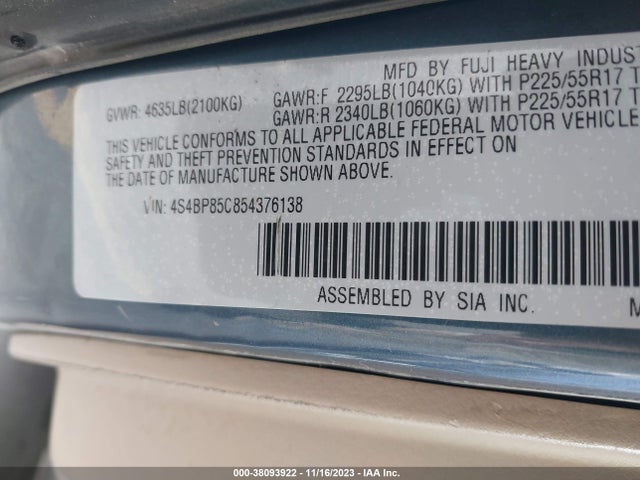 MFD BY FUJI HEAVY INDUST
GVWR: 4635LB(2100KG)
GAWR:F 2295LB(1040KG) WITH P225/55R17 T
GAWR:R 2340LB(1060KG) WITH P225/55R17 T
THIS VEHICLE CONFORMS TO ALL APPLICABLE FEDERAL MOTOR VEHICLE
SAFETY AND THEFT PREVENTION STANDARDS IN EFFECT ON
THE DATE OF MANUFACTURE SHOWN ABOVE.
VIN: 4S4BP85C854376138
ASSEMBLED BY SIA INC.
M
000-38093922 - 11/16/2023 - IAA Inc.